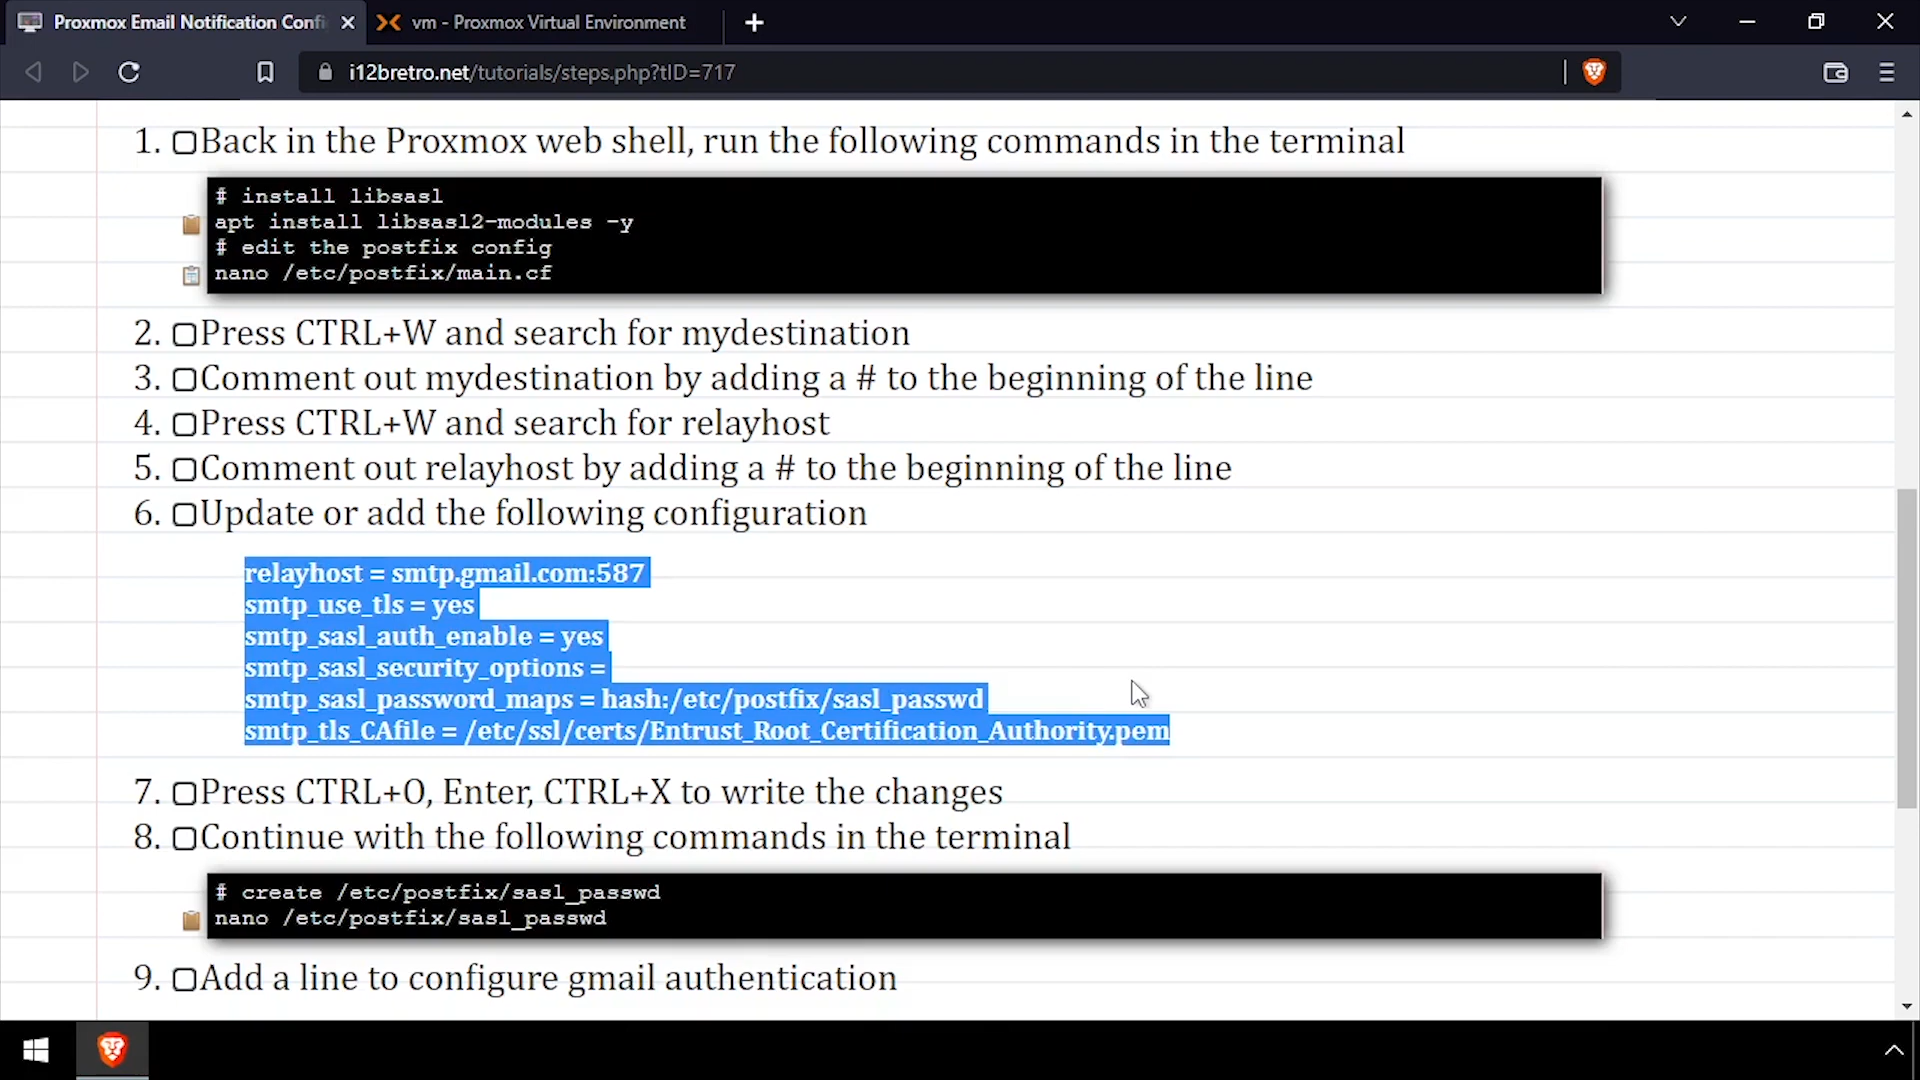 Proxmox Email Notification Confi
vm - Proxmox Virtual Environment
i12bretro.net/tutorials/steps.php?tID=717
1. Back in the Proxmox web shell, run the following commands in the terminal
# install libsasl
apt install libsasl2-modules -y
# edit the postfix config
nano /etc/postfix/main.cf
2. Press CTRL+W and search for mydestination
3. Comment out mydestination by adding a # to the beginning of the line
4. Press CTRL+W and search for relayhost
5. Comment out relayhost by adding a # to the beginning of the line
6. Update or add the following configuration
relayhost = smtp.gmail.com:587
smtp_use_tls = yes
smtp_sasl_auth_enable = yes
smtp_sasl_security_options =
smtp_sasl_password_maps = hash:/etc/postfix/sasl_passwd
smtp_tls_CAfile = /etc/ssl/certs/Entrust_Root_Certification_Authority.pem
7. Press CTRL+O, Enter, CTRL+X to write the changes
8. Continue with the following commands in the terminal
# create /etc/postfix/sasl_passwd
nano /etc/postfix/sasl_passwd
9. Add a line to configure gmail authentication